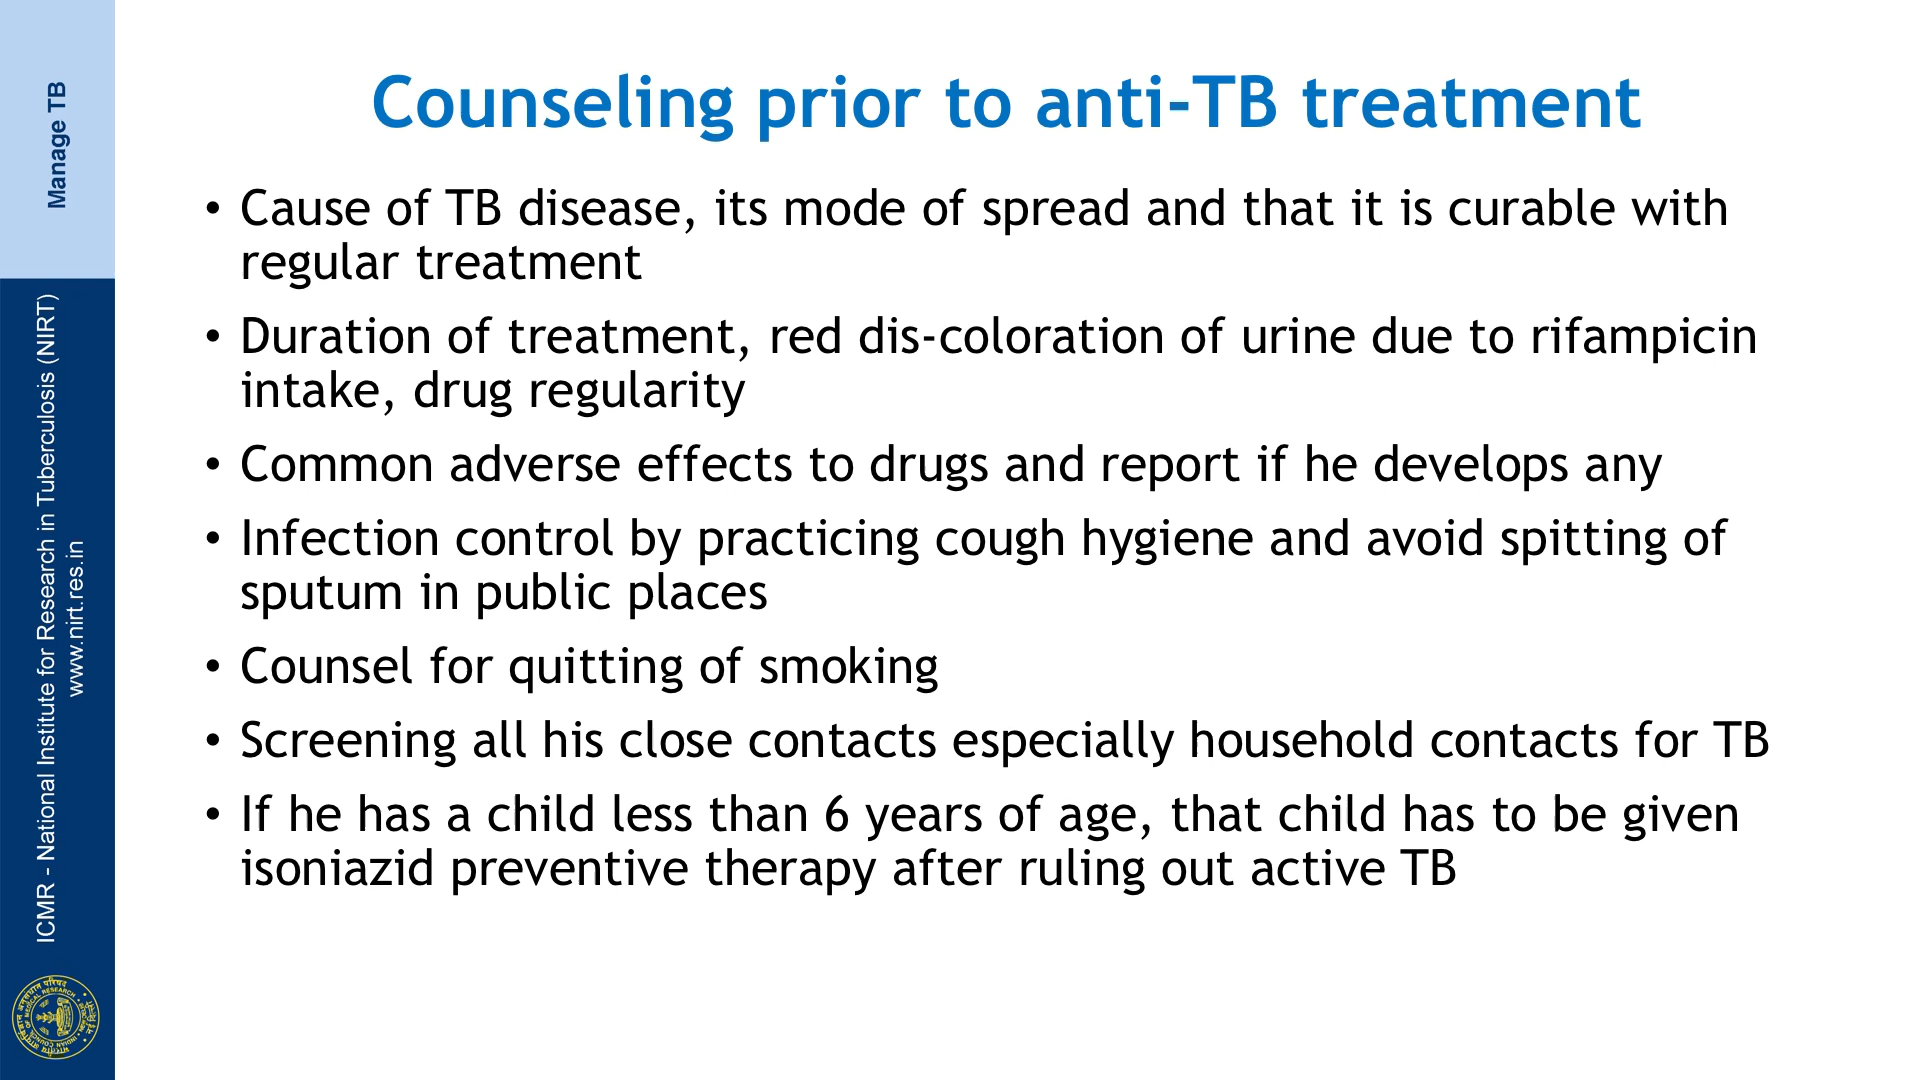 Manage TB
ICMR - National Institute for Research in Tuberculosis (NIRT)
www.nirt.res.in
Counseling prior to anti-TB treatment
• Cause of TB disease, its mode of spread and that it is curable with
regular treatment
• Duration of treatment, red dis-coloration of urine due to rifampicin
intake, drug regularity
• Common adverse effects to drugs and report if he develops any
• Infection control by practicing cough hygiene and avoid spitting of
sputum in public places
• Counsel for quitting of smoking
• Screening all his close contacts especially household contacts for TB
• If he has a child less than 6 years of age, that child has to be given
isoniazid preventive therapy after ruling out active TB